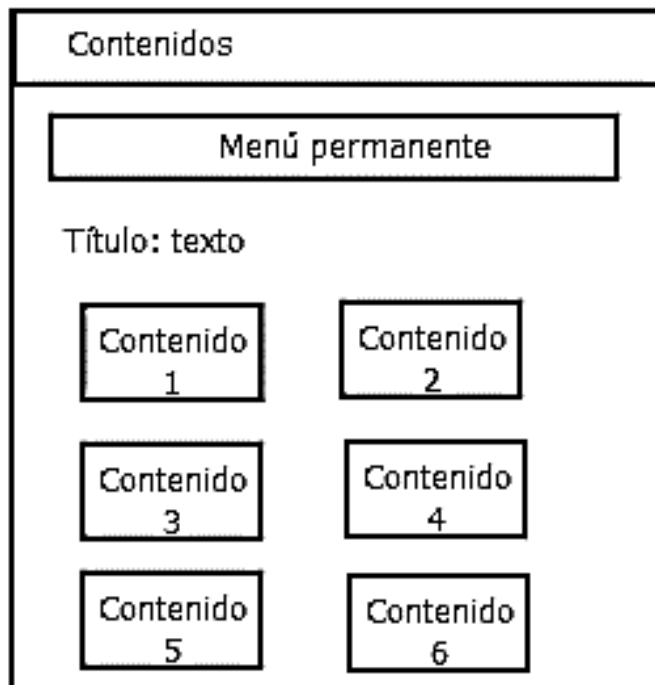 Contenidos
Menú permanente
Título: texto
Contenido
1
Contenido
2
Contenido
3
Contenido
4
Contenido
5
Contenido
6